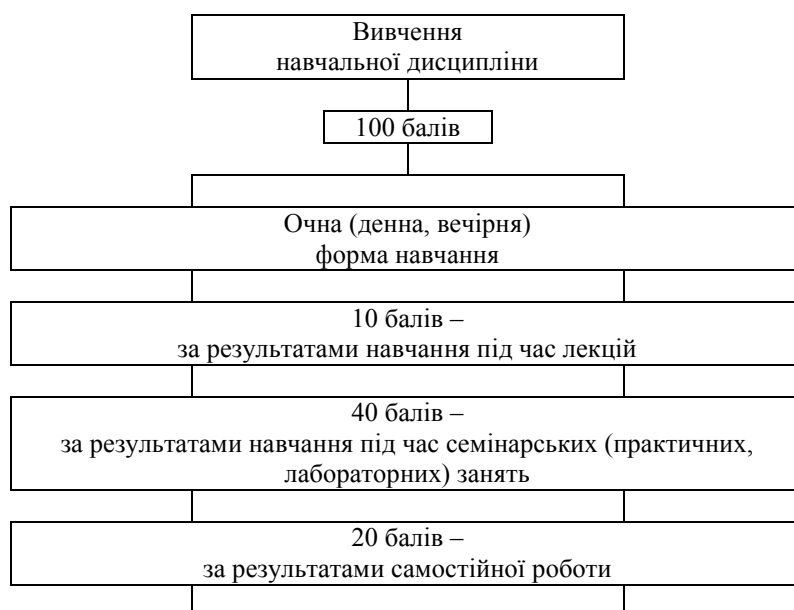 Вивчення
навчальної дисципліни
100 балів
Очна (денна, вечірня)
форма навчання
10 балів –
за результатами навчання під час лекцій
40 балів –
за результатами навчання під час семінарських (практичних,
лабораторних) занять
20 балів –
за результатами самостійної роботи